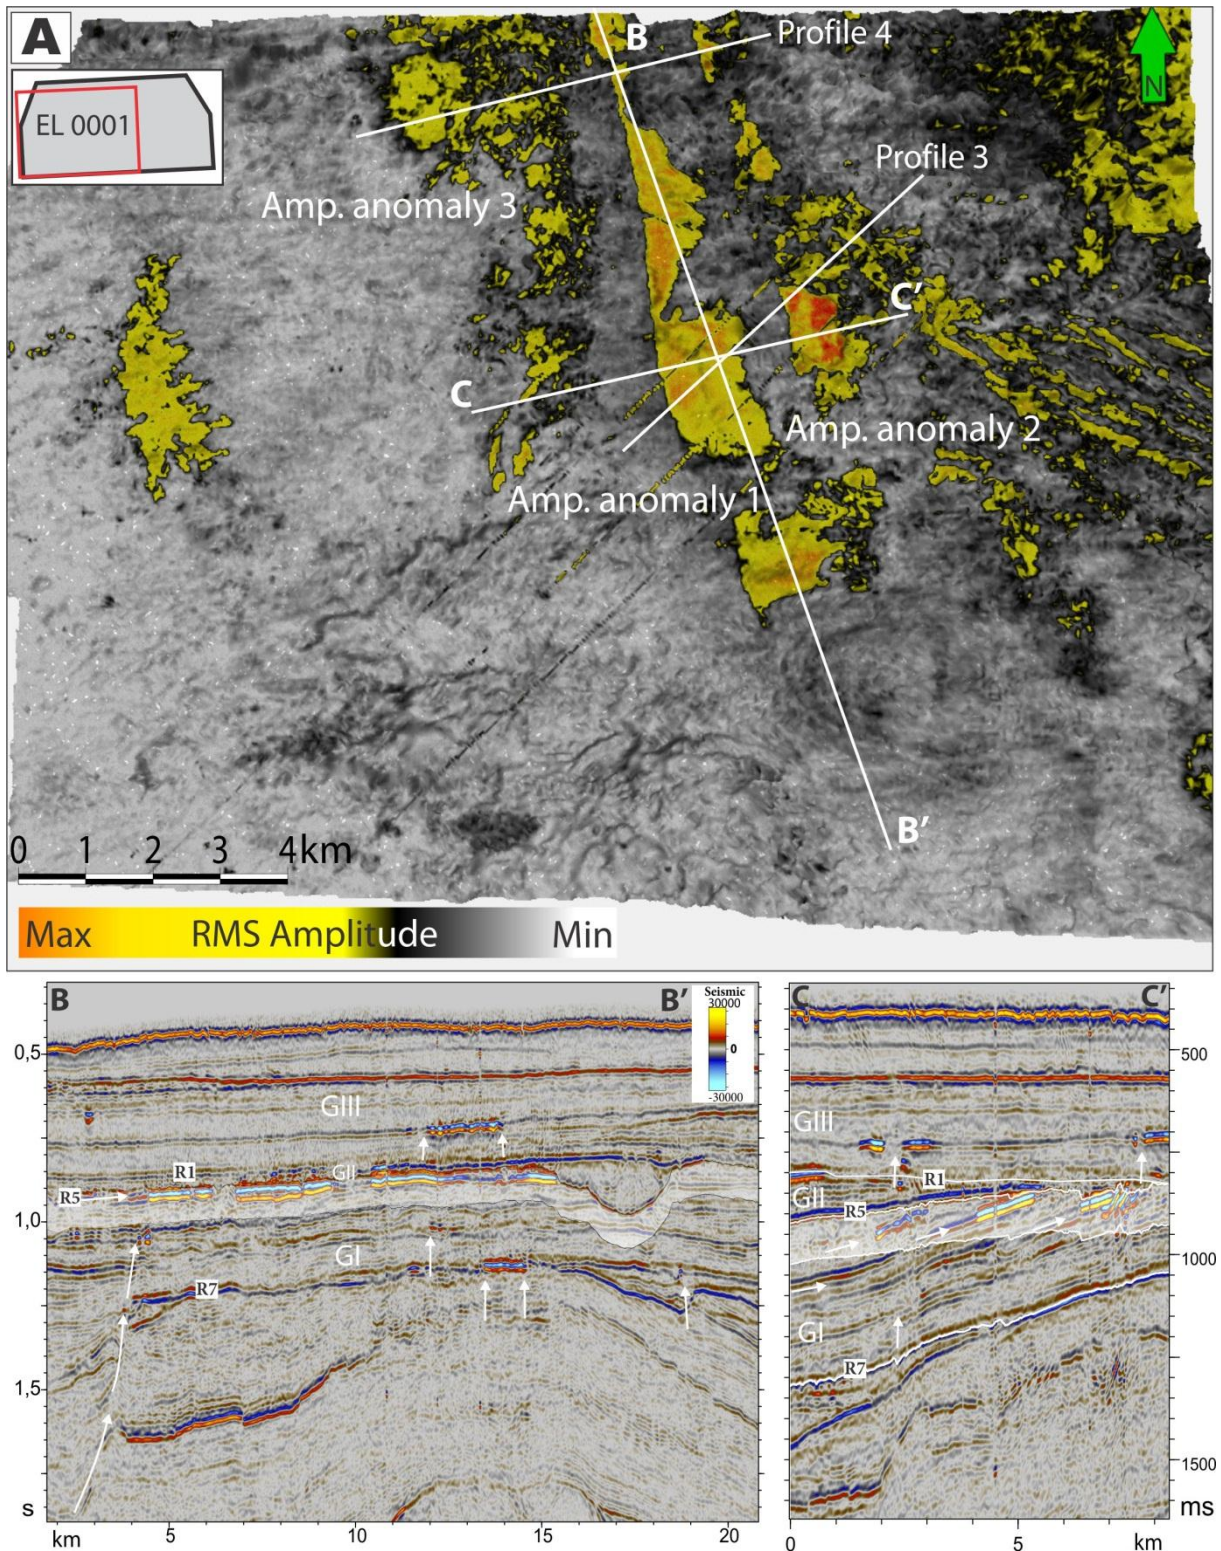 A
EL 0001
B
Profile 4
N
Profile 3
Amp. anomaly 3
C'
C
Amp. anomaly 2
Amp. anomaly 1
B'
0 1 2 3 4km
Max RMS Amplitude Min
B B'
Seismic
30000
0
-30000
0,5
GIII
R1
GII
R5
1,0
GI
R7
1,5
s
km 5 10 15 20
C C'
500
GIII
R1
GII
R5
1000
GI
R7
1500
ms
0 5 km